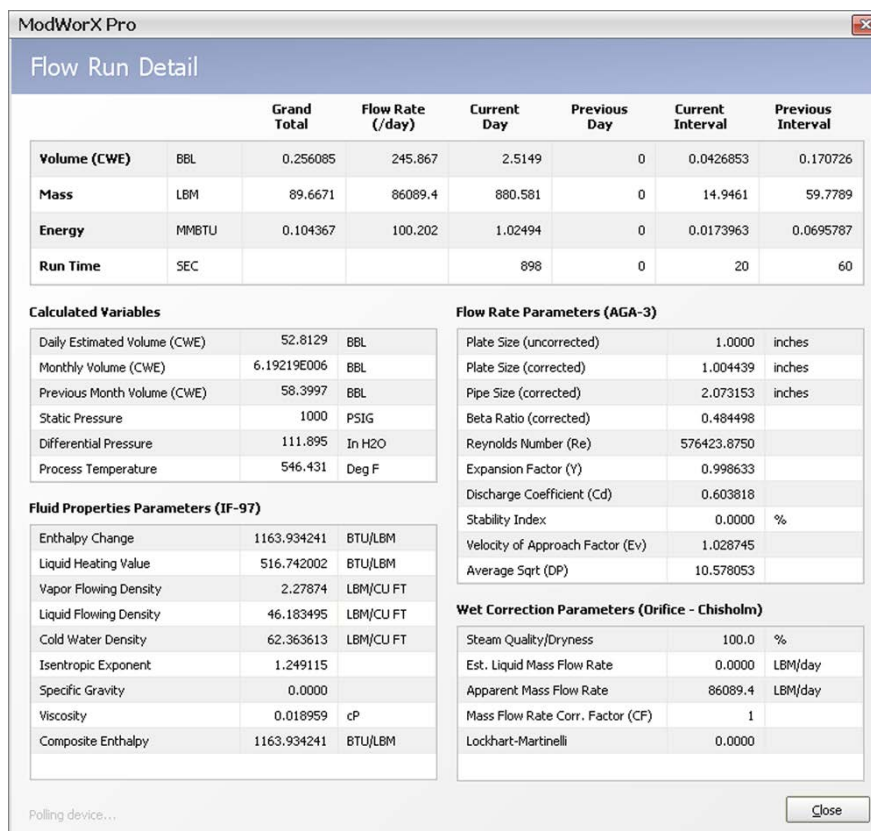 ModWorX Pro
Flow Run Detail
Grand Total Flow Rate (/day) Current Day Previous Day Current Interval Previous Interval
Volume (CWE) BBL 0.256085 245.867 2.5149 0 0.0426853 0.170726
Mass LBM 89.6671 86089.4 880.581 0 14.9461 59.7789
Energy MMBTU 0.104367 100.202 1.02494 0 0.0173963 0.0695787
Run Time SEC 898 0 20 60
Calculated Variables
Daily Estimated Volume (CWE) 52.8129 BBL
Monthly Volume (CWE) 6.19219E006 BBL
Previous Month Volume (CWE) 58.3997 BBL
Static Pressure 1000 PSIG
Differential Pressure 111.895 In H2O
Process Temperature 546.431 Deg F
Fluid Properties Parameters (IF-97)
Enthalpy Change 1163.934241 BTU/LBM
Liquid Heating Value 516.742002 BTU/LBM
Vapor Flowing Density 2.27874 LBM/CU FT
Liquid Flowing Density 46.183495 LBM/CU FT
Cold Water Density 62.363613 LBM/CU FT
Isentropic Exponent 1.249115
Specific Gravity 0.0000
Viscosity 0.018959 cP
Composite Enthalpy 1163.934241 BTU/LBM
Flow Rate Parameters (AGA-3)
Plate Size (uncorrected) 1.0000 inches
Plate Size (corrected) 1.004439 inches
Pipe Size (corrected) 2.073153 inches
Beta Ratio (corrected) 0.484498
Reynolds Number (Re) 576423.8750
Expansion Factor (Y) 0.998633
Discharge Coefficient (Cd) 0.603818
Stability Index 0.0000 %
Velocity of Approach Factor (Ev) 1.028745
Average Sqrt (DP) 10.578053
Wet Correction Parameters (Orifice - Chisholm)
Steam Quality/Dryness 100.0 %
Est. Liquid Mass Flow Rate 0.0000 LBM/day
Apparent Mass Flow Rate 86089.4 LBM/day
Mass Flow Rate Corr. Factor (CF) 1
Lockhart-Martinelli 0.0000
Polling device...
Close